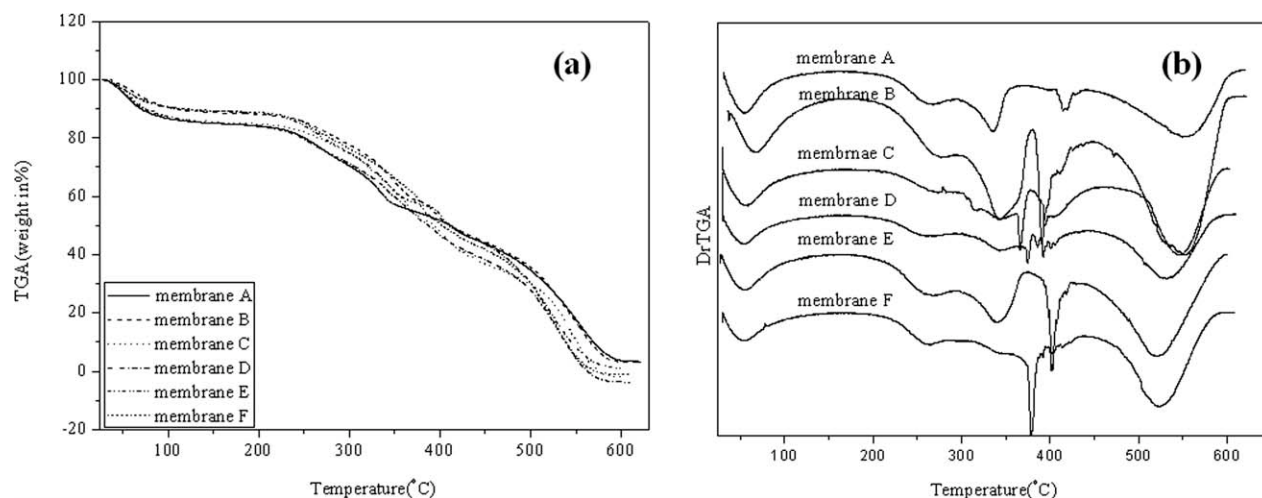 (a)
TGA(weight in%)
120
100
80
60
40
20
0
-20
membrane A
membrane B
membrane C
membrane D
membrane E
membrane F
100
200
300
400
500
600
Temperature(°C)
(b)
DrTGA
membrane A
membrane B
membrnae C
membrane D
membrane E
membrane F
100
200
300
400
500
600
Temperature(°C)